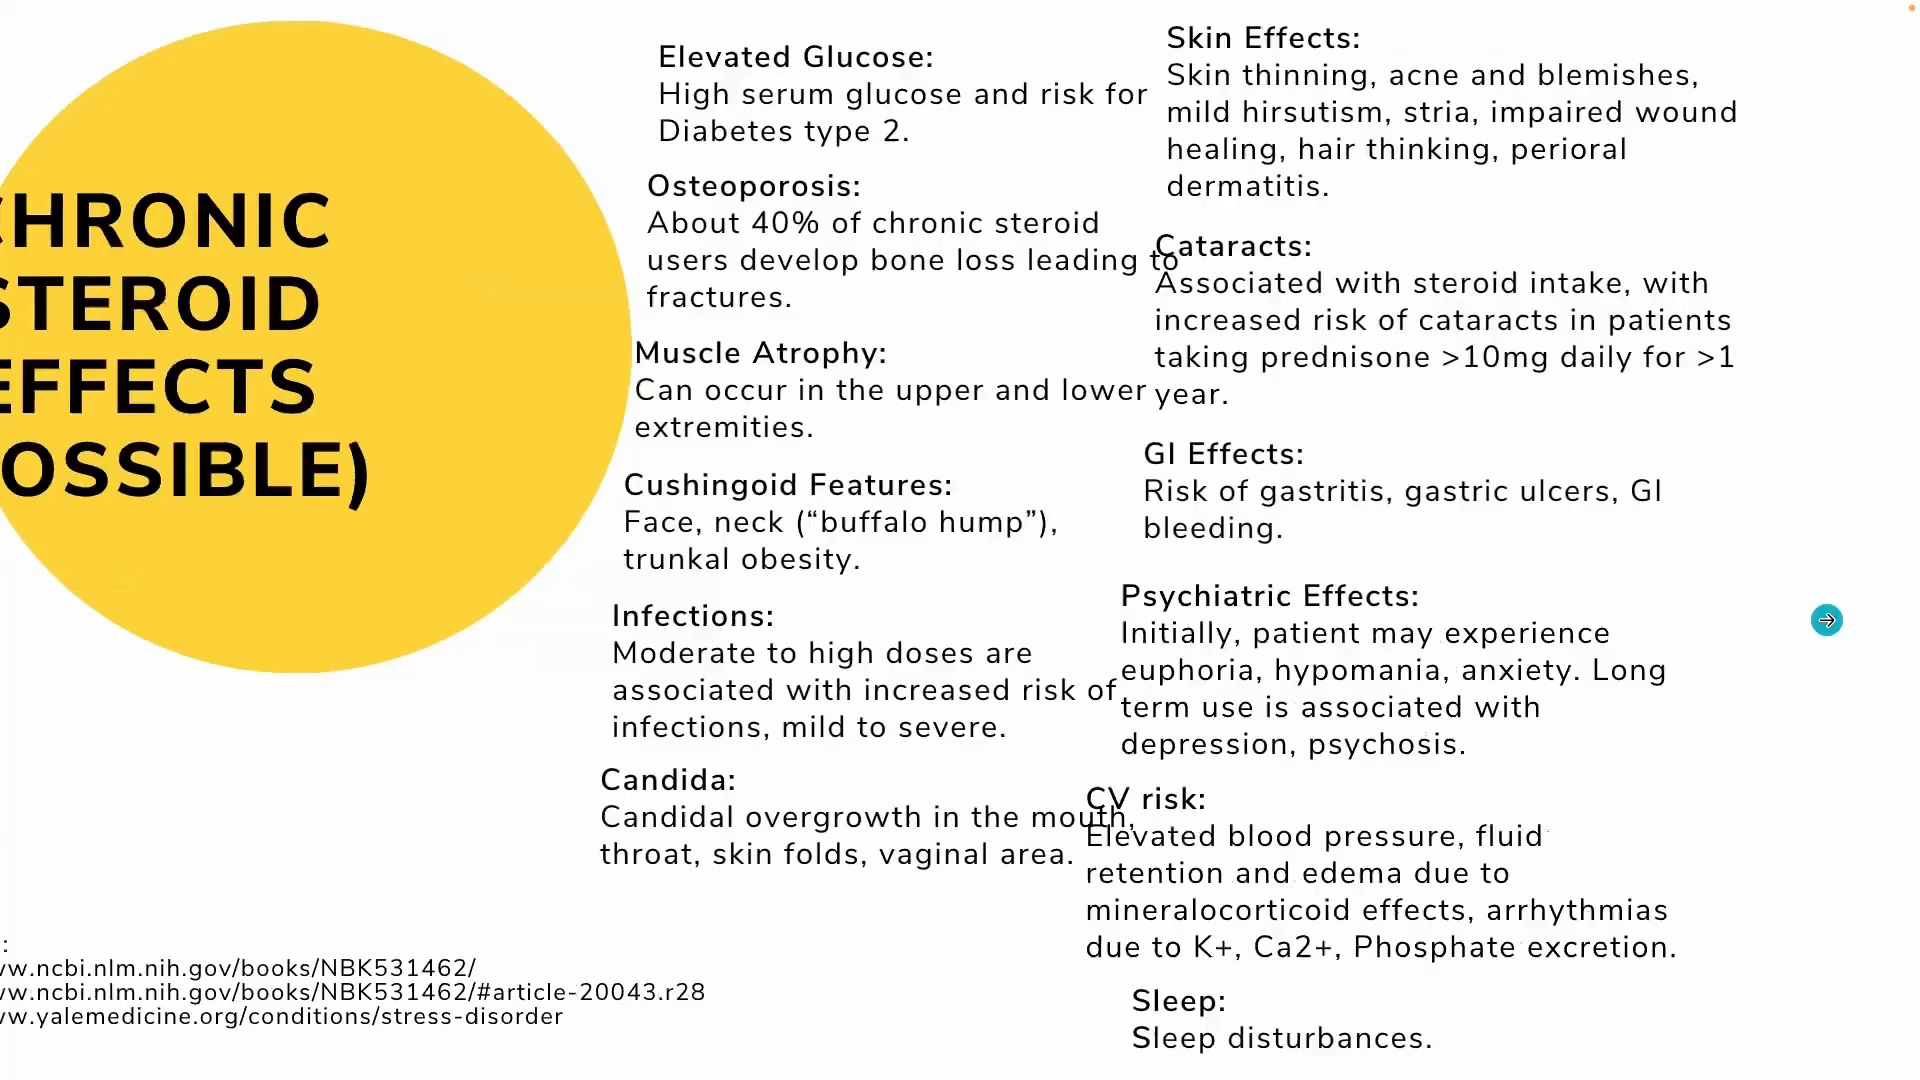 CHRONIC
STEROID
EFFECTS
OSSIBLE)
Elevated Glucose:
High serum glucose and risk for
Diabetes type 2.
Osteoporosis:
About 40% of chronic steroid
users develop bone loss leading to
fractures.
Muscle Atrophy:
Can occur in the upper and lower
extremities.
Cushingoid Features:
Face, neck (“buffalo hump”),
trunkal obesity.
Infections:
Moderate to high doses are
associated with increased risk of
infections, mild to severe.
Candida:
Candidal overgrowth in the mouth,
throat, skin folds, vaginal area.
Skin Effects:
Skin thinning, acne and blemishes,
mild hirsutism, stria, impaired wound
healing, hair thinking, perioral
dermatitis.
Cataracts:
Associated with steroid intake, with
increased risk of cataracts in patients
taking prednisone >10mg daily for >1
year.
GI Effects:
Risk of gastritis, gastric ulcers, GI
bleeding.
Psychiatric Effects:
Initially, patient may experience
euphoria, hypomania, anxiety. Long
term use is associated with
depression, psychosis.
CV risk:
Elevated blood pressure, fluid
retention and edema due to
mineralocorticoid effects, arrhythmias
due to K+, Ca2+, Phosphate excretion.
Sleep:
Sleep disturbances.
:
ww.ncbi.nlm.nih.gov/books/NBK531462/
ww.ncbi.nlm.nih.gov/books/NBK531462/#article-20043.r28
ww.yalemedicine.org/conditions/stress-disorder